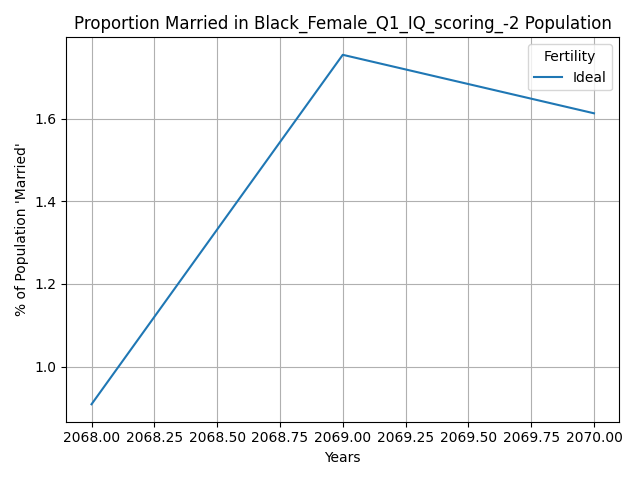 Proportion Married in Black_Female_Q1_IQ_scoring_-2 Population
Fertility
Ideal
% of Population 'Married'
1.6
1.4
1.2
1.0
2068.00 2068.25 2068.50 2068.75 2069.00 2069.25 2069.50 2069.75 2070.00
Years